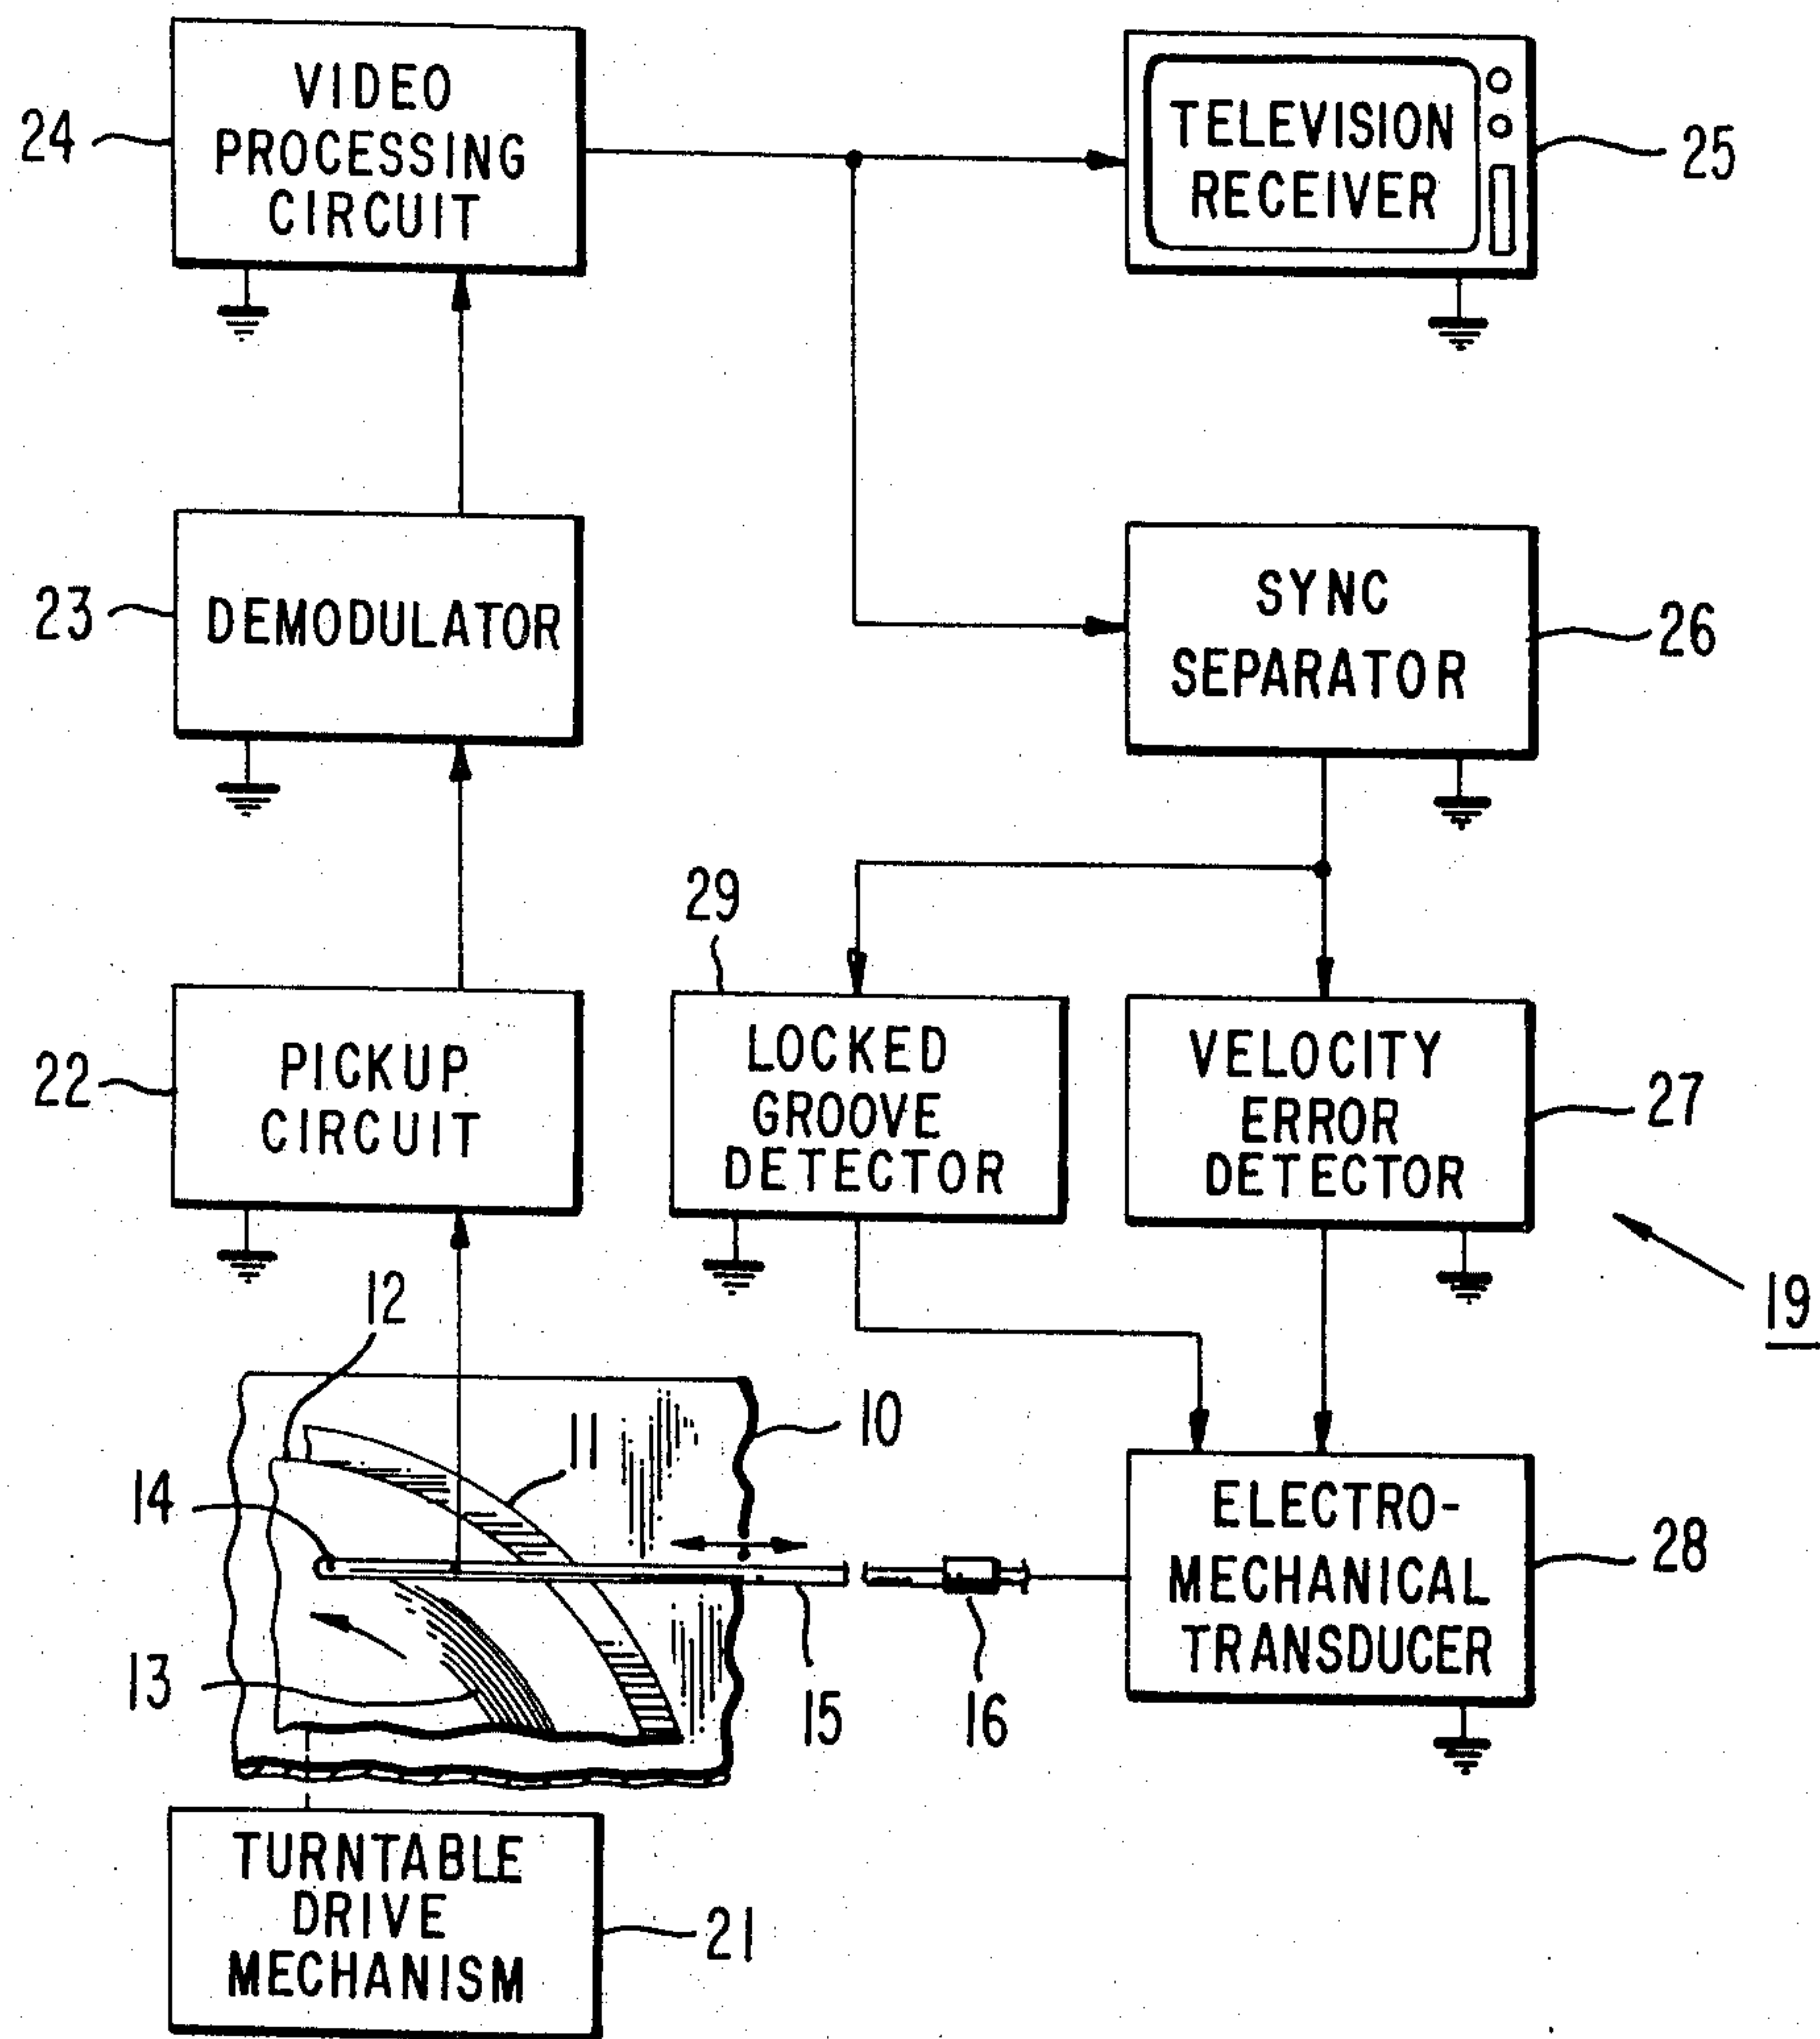 VIDEO
PROCESSING
CIRCUIT
24
TELEVISION
RECEIVER
25
DEMODULATOR
23
SYNC
SEPARATOR
26
29
PICKUP
CIRCUIT
22
LOCKED
GROOVE
DETECTOR
VELOCITY
ERROR
DETECTOR
27
19
12
11
10
14
13
15
16
ELECTRO-
MECHANICAL
TRANSDUCER
28
TURNTABLE
DRIVE
MECHANISM
21